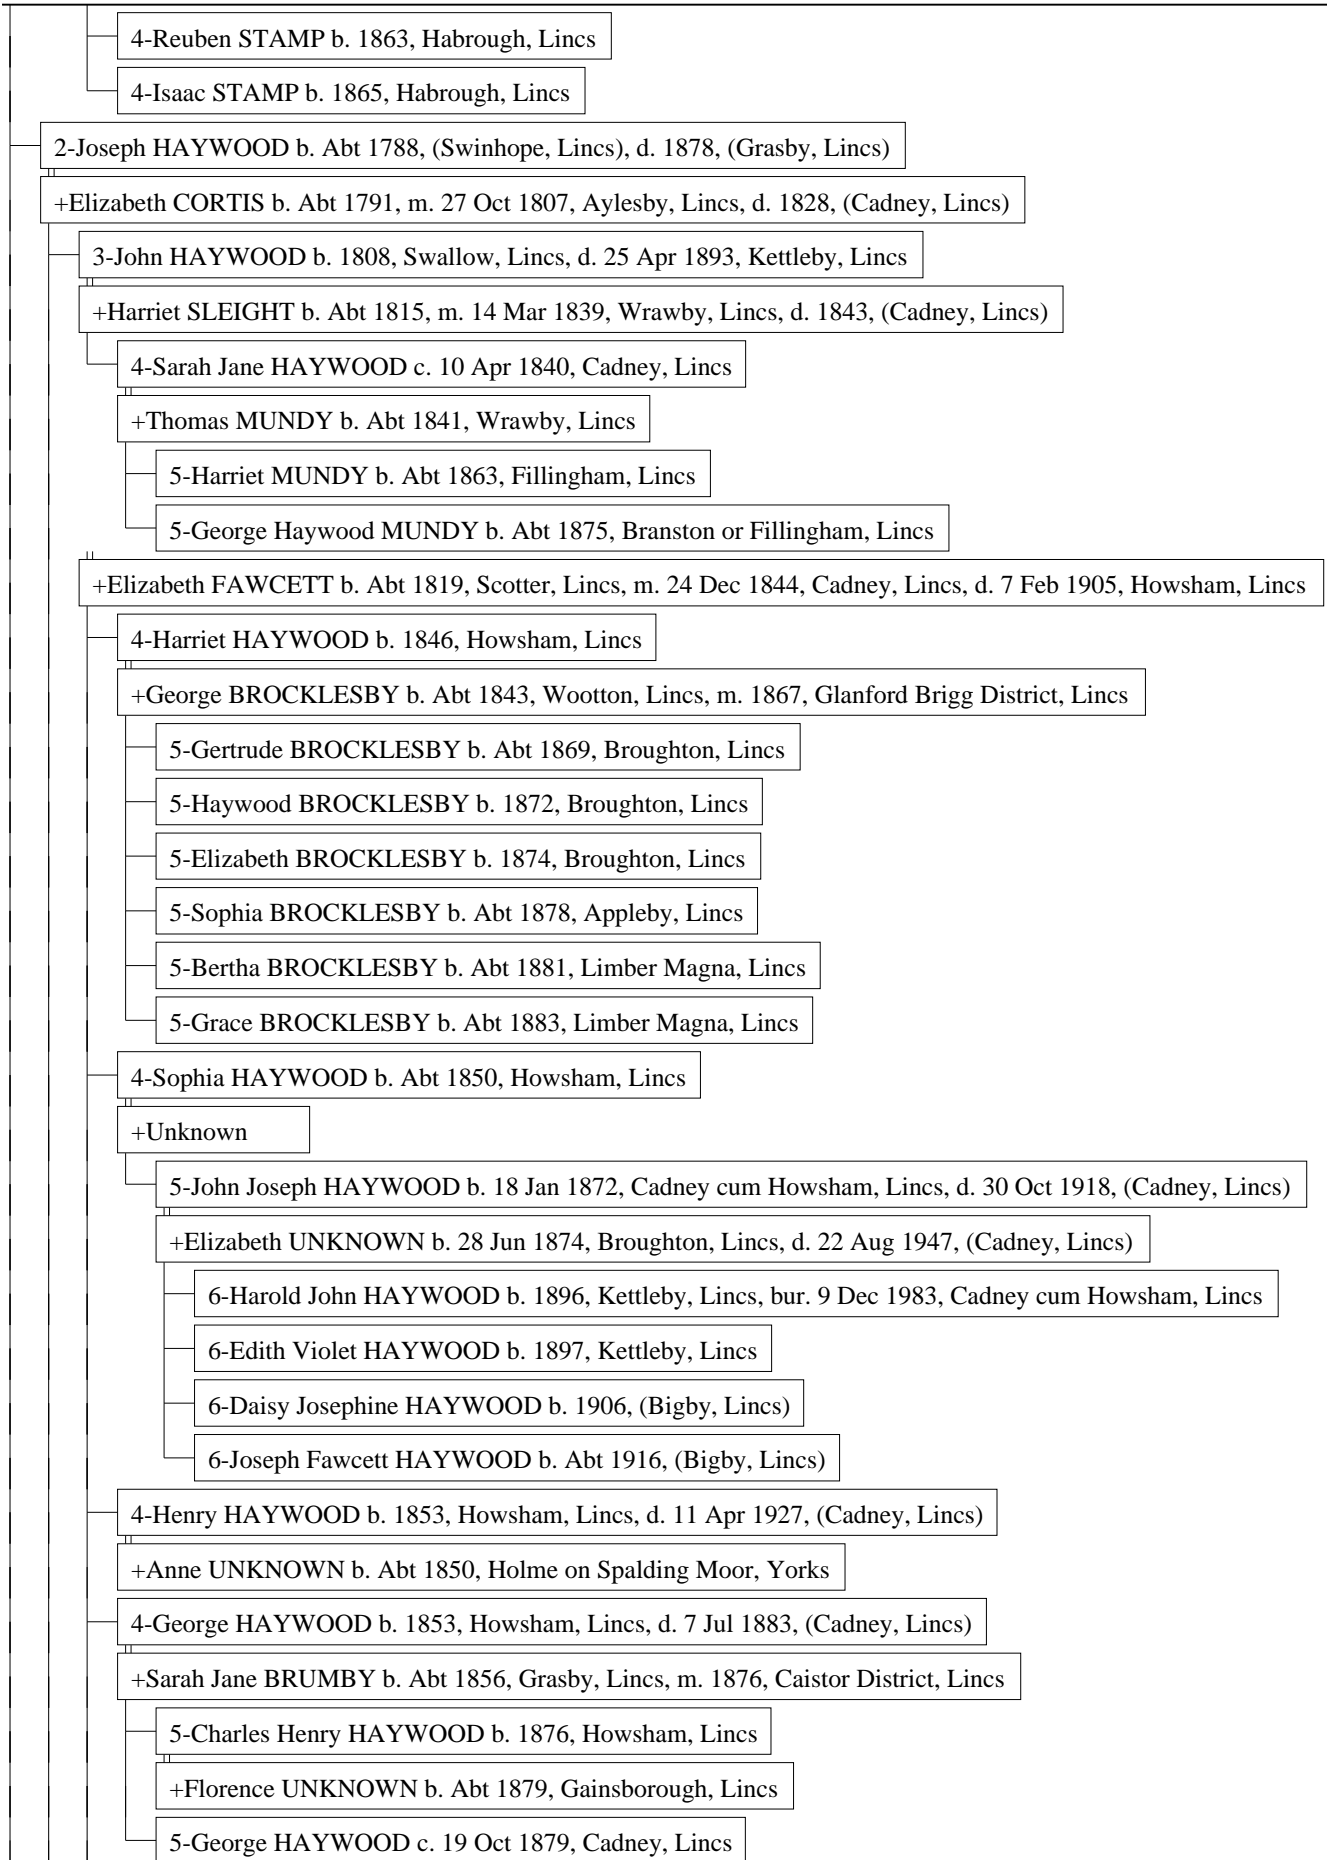 4-Reuben STAMP b. 1863, Habrough, Lincs
4-Isaac STAMP b. 1865, Habrough, Lincs
2-Joseph HAYWOOD b. Abt 1788, (Swinhope, Lincs), d. 1878, (Grasby, Lincs)
+Elizabeth CORTIS b. Abt 1791, m. 27 Oct 1807, Aylesby, Lincs, d. 1828, (Cadney, Lincs)
3-John HAYWOOD b. 1808, Swallow, Lincs, d. 25 Apr 1893, Kettleby, Lincs
+Harriet SLEIGHT b. Abt 1815, m. 14 Mar 1839, Wrawby, Lincs, d. 1843, (Cadney, Lincs)
4-Sarah Jane HAYWOOD c. 10 Apr 1840, Cadney, Lincs
+Thomas MUNDY b. Abt 1841, Wrawby, Lincs
5-Harriet MUNDY b. Abt 1863, Fillingham, Lincs
5-George Haywood MUNDY b. Abt 1875, Branston or Fillingham, Lincs
+Elizabeth FAWCETT b. Abt 1819, Scotter, Lincs, m. 24 Dec 1844, Cadney, Lincs, d. 7 Feb 1905, Howsham, Lincs
4-Harriet HAYWOOD b. 1846, Howsham, Lincs
+George BROCKLESBY b. Abt 1843, Wootton, Lincs, m. 1867, Glanford Brigg District, Lincs
5-Gertrude BROCKLESBY b. Abt 1869, Broughton, Lincs
5-Haywood BROCKLESBY b. 1872, Broughton, Lincs
5-Elizabeth BROCKLESBY b. 1874, Broughton, Lincs
5-Sophia BROCKLESBY b. Abt 1878, Appleby, Lincs
5-Bertha BROCKLESBY b. Abt 1881, Limber Magna, Lincs
5-Grace BROCKLESBY b. Abt 1883, Limber Magna, Lincs
4-Sophia HAYWOOD b. Abt 1850, Howsham, Lincs
+Unknown
5-John Joseph HAYWOOD b. 18 Jan 1872, Cadney cum Howsham, Lincs, d. 30 Oct 1918, (Cadney, Lincs)
+Elizabeth UNKNOWN b. 28 Jun 1874, Broughton, Lincs, d. 22 Aug 1947, (Cadney, Lincs)
6-Harold John HAYWOOD b. 1896, Kettleby, Lincs, bur. 9 Dec 1983, Cadney cum Howsham, Lincs
6-Edith Violet HAYWOOD b. 1897, Kettleby, Lincs
6-Daisy Josephine HAYWOOD b. 1906, (Bigby, Lincs)
6-Joseph Fawcett HAYWOOD b. Abt 1916, (Bigby, Lincs)
4-Henry HAYWOOD b. 1853, Howsham, Lincs, d. 11 Apr 1927, (Cadney, Lincs)
+Anne UNKNOWN b. Abt 1850, Holme on Spalding Moor, Yorks
4-George HAYWOOD b. 1853, Howsham, Lincs, d. 7 Jul 1883, (Cadney, Lincs)
+Sarah Jane BRUMBY b. Abt 1856, Grasby, Lincs, m. 1876, Caistor District, Lincs
5-Charles Henry HAYWOOD b. 1876, Howsham, Lincs
+Florence UNKNOWN b. Abt 1879, Gainsborough, Lincs
5-George HAYWOOD c. 19 Oct 1879, Cadney, Lincs